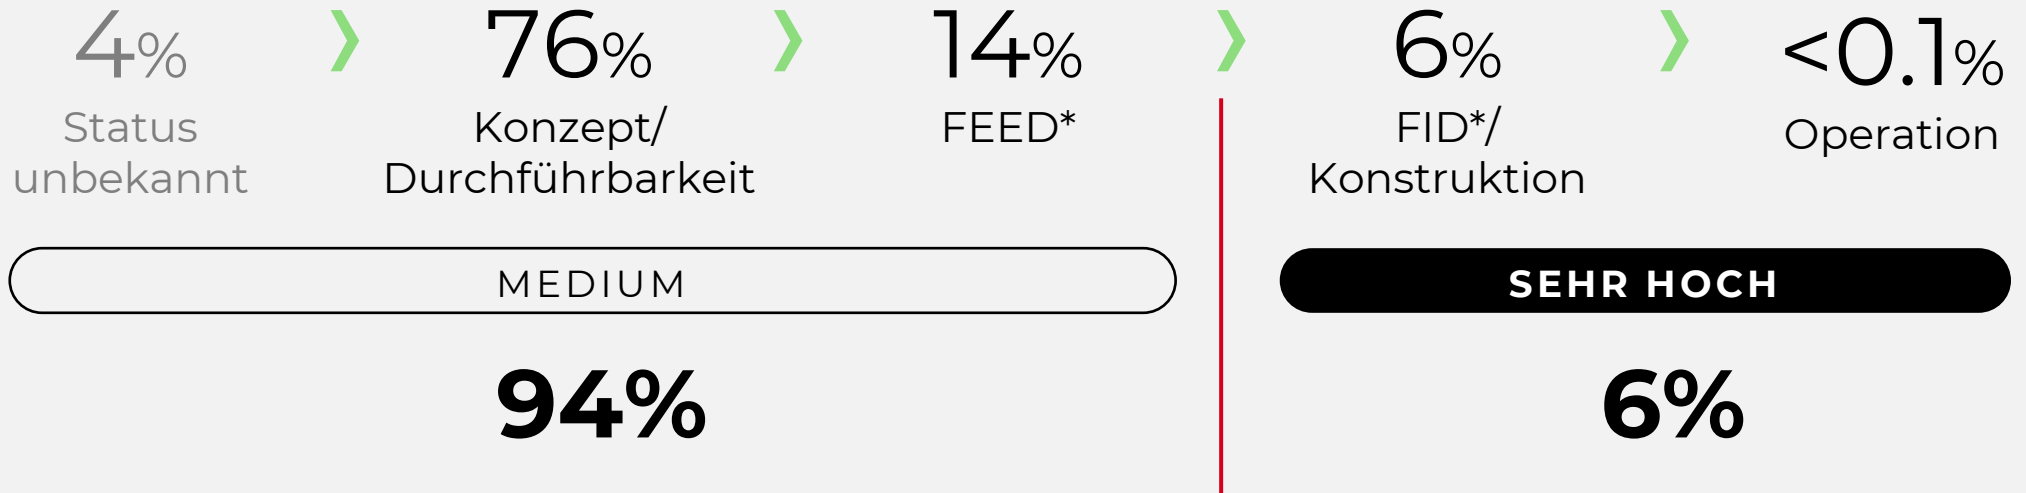 4%
Status
unbekannt
76%
Konzept/
Durchführbarkeit
14%
FEED*
6%
FID*/
Konstruktion
<0.1%
Operation
MEDIUM
94%
SEHR HOCH
6%